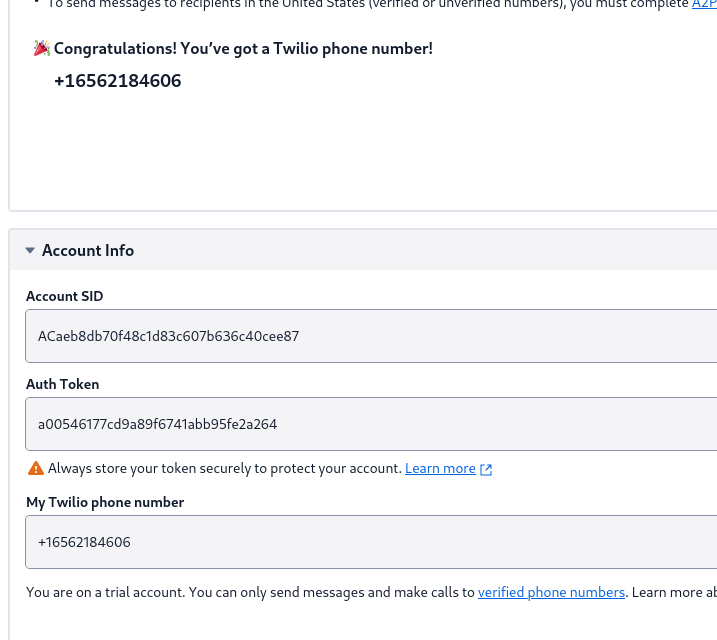 To send messages to recipients in the United States (verified or unverified numbers), you must complete A2P
Congratulations! You've got a Twilio phone number!
+16562184606
Account Info
Account SID
ACaeb8db70f48c1d83c607b636c40cee87
Auth Token
a00546177cd9a89f6741abb95fe2a264
Always store your token securely to protect your account. Learn more
My Twilio phone number
+16562184606
You are on a trial account. You can only send messages and make calls to verified phone numbers. Learn more ab